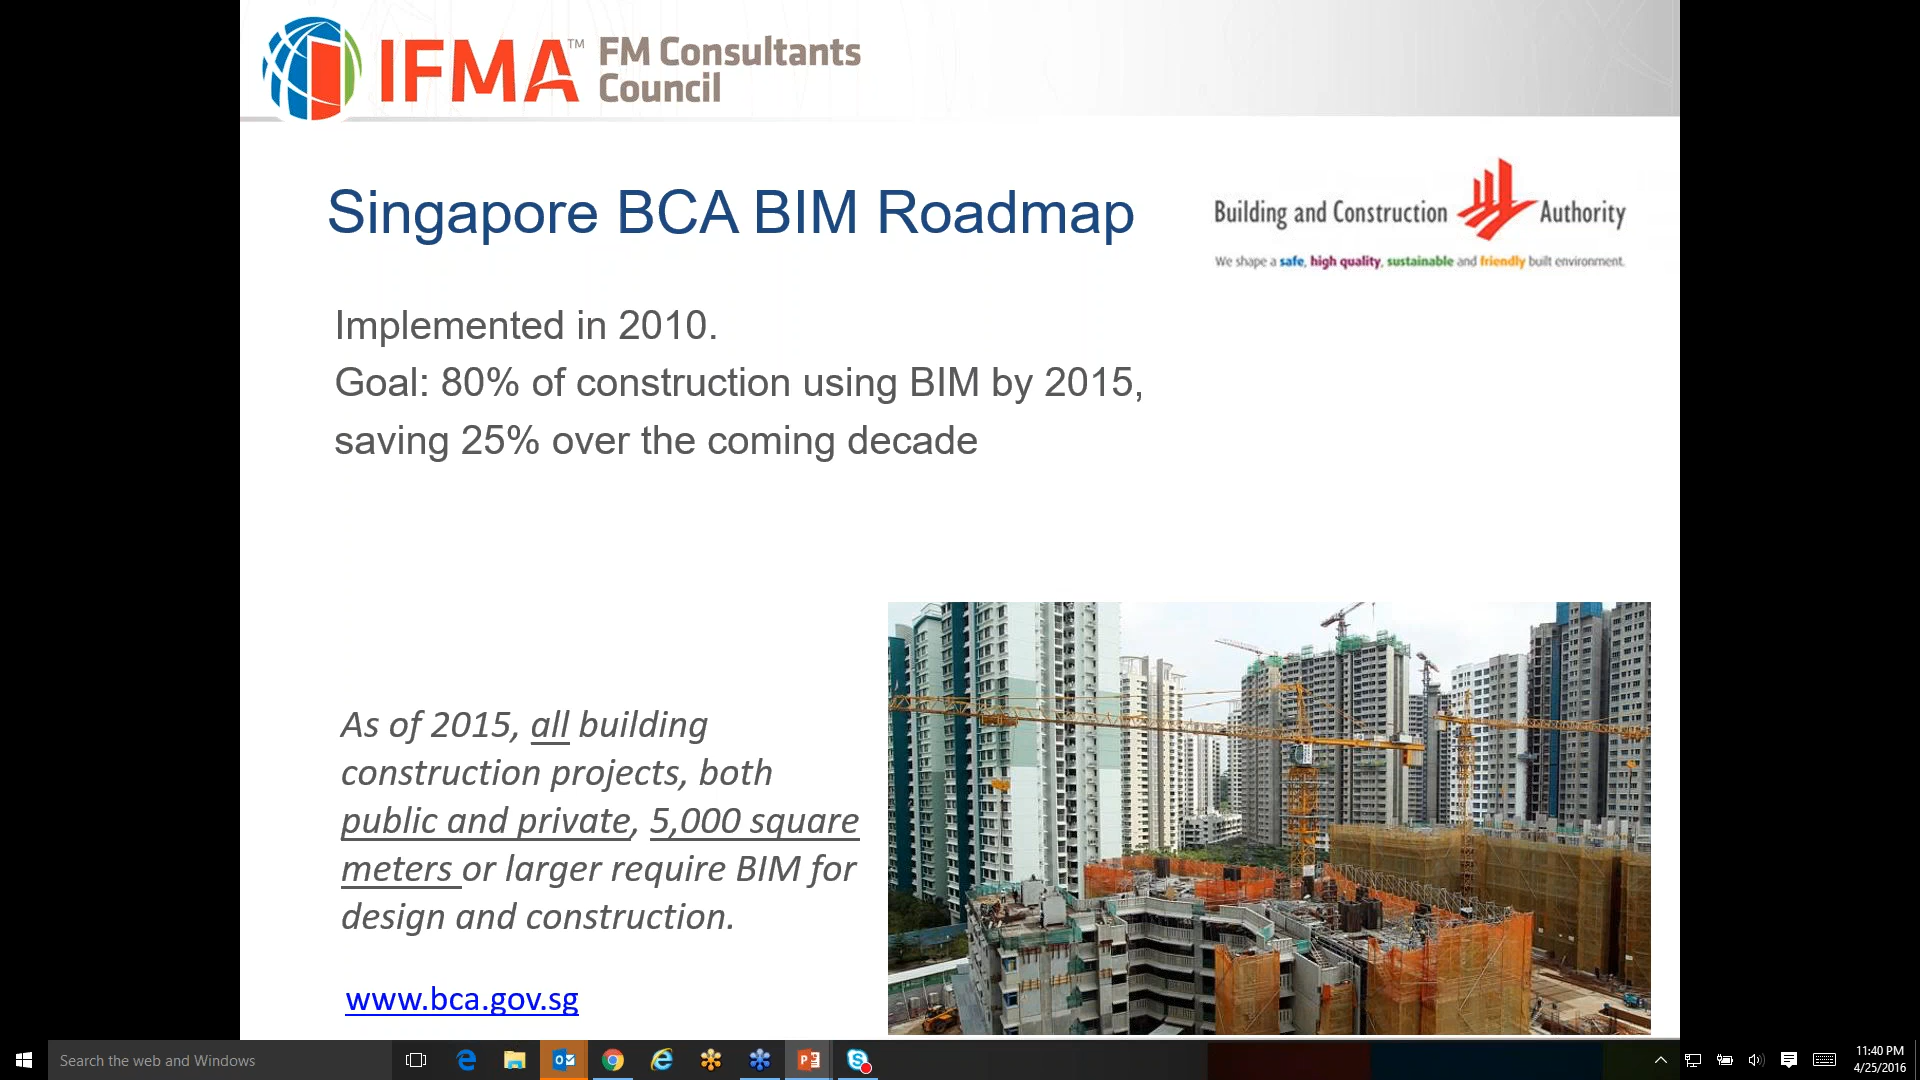 IFMA™ FM Consultants
Council
Singapore BCA BIM Roadmap
Building and Construction Authority
We shape a safe, high quality, sustainable and friendly built environment.
Implemented in 2010.
Goal: 80% of construction using BIM by 2015,
saving 25% over the coming decade
As of 2015, all building
construction projects, both
public and private, 5,000 square
meters or larger require BIM for
design and construction.
www.bca.gov.sg
Search the web and Windows
11:40 PM
4/25/2016